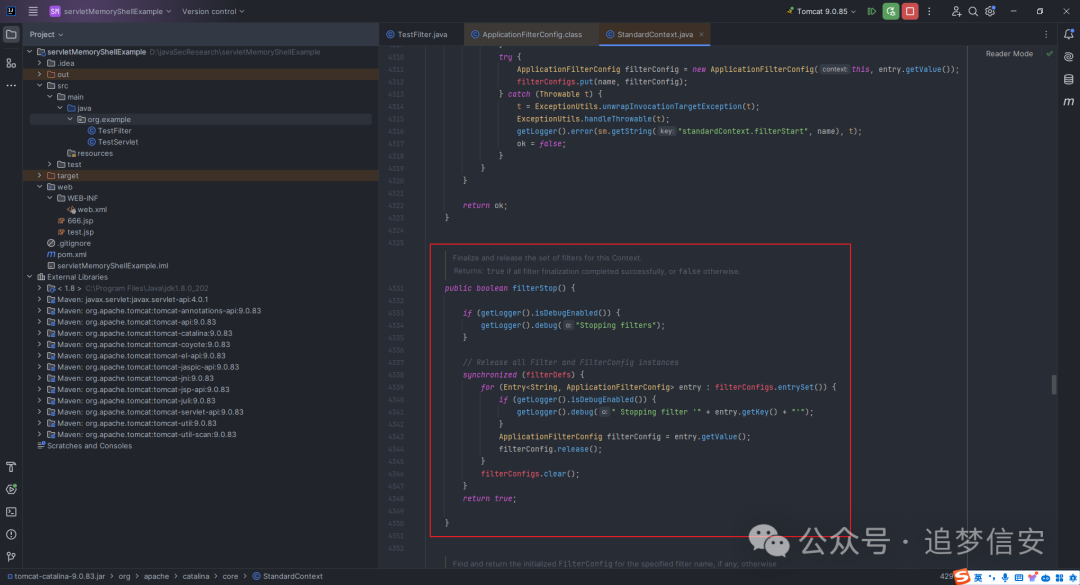 servletMemoryShellExample
Version control
Tomcat 9.0.85
Project
TestFilter.java
ApplicationFilterConfig.class
StandardContext.java
Reader Mode
servletMemoryShellExample D:\javaSecResearch\servletMemoryShellExample
.idea
out
src
main
java
org.example
TestFilter
TestServlet
resources
test
target
web
WEB-INF
web.xml
666.jsp
test.jsp
.gitignore
pom.xml
servletMemoryShellExample.iml
External Libraries
< 1.8 > C:\Program Files\Java\jdk1.8.0_202
Maven: javax.servlet:javax.servlet-api:4.0.1
Maven: org.apache.tomcat:tomcat-annotations-api:9.0.83
Maven: org.apache.tomcat:tomcat-api:9.0.83
Maven: org.apache.tomcat:tomcat-catalina:9.0.83
Maven: org.apache.tomcat:tomcat-coyote:9.0.83
Maven: org.apache.tomcat:tomcat-el-api:9.0.83
Maven: org.apache.tomcat:tomcat-jaspic-api:9.0.83
Maven: org.apache.tomcat:tomcat-jni:9.0.83
Maven: org.apache.tomcat:tomcat-jsp-api:9.0.83
Maven: org.apache.tomcat:tomcat-juli:9.0.83
Maven: org.apache.tomcat:tomcat-servlet-api:9.0.83
Maven: org.apache.tomcat:tomcat-util:9.0.83
Maven: org.apache.tomcat:tomcat-util-scan:9.0.83
Scratches and Consoles
4310 try {
4311 ApplicationFilterConfig filterConfig = new ApplicationFilterConfig( context: this, entry.getValue());
4312 filterConfigs.put(name, filterConfig);
4313 } catch (Throwable t) {
4314 t = ExceptionUtils.unwrapInvocationTargetException(t);
4315 ExceptionUtils.handleThrowable(t);
4316 getLogger().error(sm.getString( key: "standardContext.filterStart", name), t);
4317 ok = false;
4318 }
4319 }
4320 }
4321
4322 return ok;
4323 }
4324
4325
Finalize and release the set of filters for this Context.
Returns: true if all filter finalization completed successfully, or false otherwise.
4331 public boolean filterStop() {
4332
4333 if (getLogger().isDebugEnabled()) {
4334 getLogger().debug( o: "Stopping filters");
4335 }
4336
4337 // Release all Filter and FilterConfig instances
4338 synchronized (filterDefs) {
4339 for (Entry<String, ApplicationFilterConfig> entry : filterConfigs.entrySet()) {
4340 if (getLogger().isDebugEnabled()) {
4341 getLogger().debug( o: " Stopping filter '" + entry.getKey() + "'");
4342 }
4343 ApplicationFilterConfig filterConfig = entry.getValue();
4344 filterConfig.release();
4345 }
4346 filterConfigs.clear();
4347 }
4348 return true;
4349
4350 }
4351
4352
Find and return the initialized FilterConfig for the specified filter name, if any; otherwise
公众号 · 追梦信安
tomcat-catalina-9.0.83.jar > org > apache > catalina > core > StandardContext
英